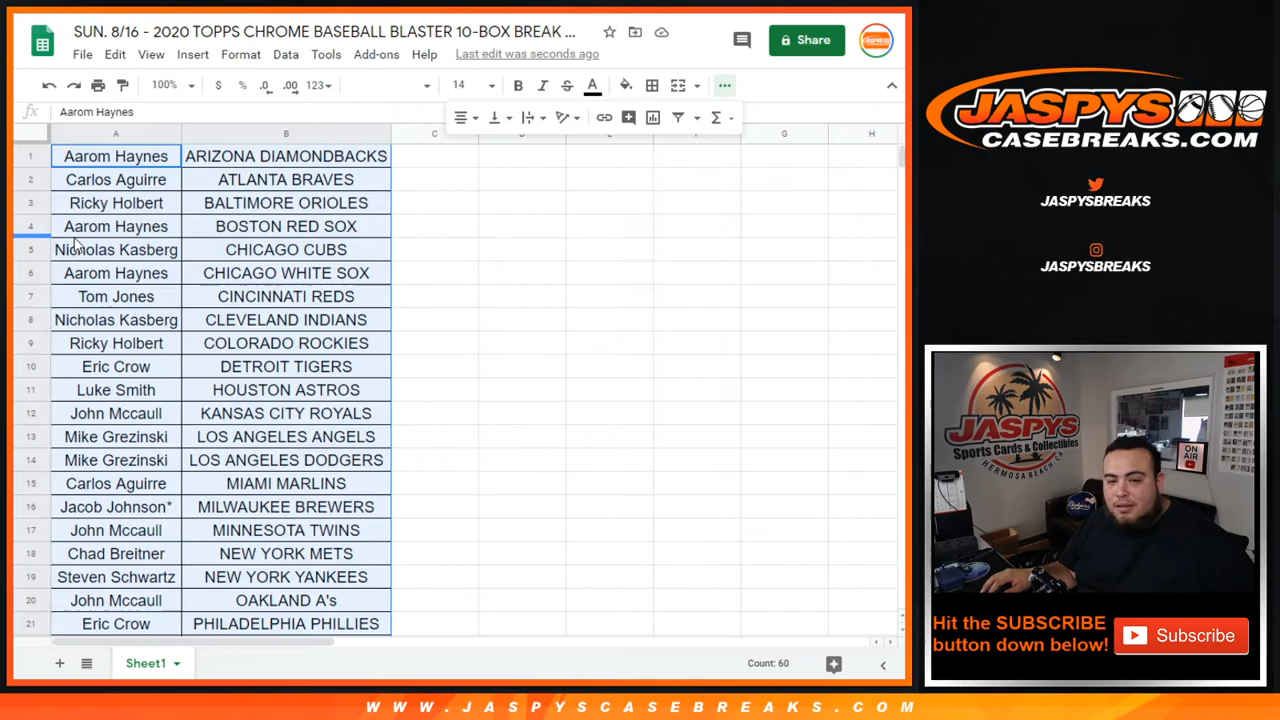 SUN. 8/16 - 2020 TOPPS CHROME BASEBALL BLASTER 10-BOX BREAK ...
File Edit View Insert Format Data Tools Add-ons Help Last edit was seconds ago
Share
100% $ % .0 .00 123 14 B I S A
fx Aarom Haynes
A B C D E F G H
1 Aarom Haynes ARIZONA DIAMONDBACKS
2 Carlos Aguirre ATLANTA BRAVES
3 Ricky Holbert BALTIMORE ORIOLES
4 Aarom Haynes BOSTON RED SOX
5 Nicholas Kasberg CHICAGO CUBS
6 Aarom Haynes CHICAGO WHITE SOX
7 Tom Jones CINCINNATI REDS
8 Nicholas Kasberg CLEVELAND INDIANS
9 Ricky Holbert COLORADO ROCKIES
10 Eric Crow DETROIT TIGERS
11 Luke Smith HOUSTON ASTROS
12 John Mccaull KANSAS CITY ROYALS
13 Mike Grezinski LOS ANGELES ANGELS
14 Mike Grezinski LOS ANGELES DODGERS
15 Carlos Aguirre MIAMI MARLINS
16 Jacob Johnson* MILWAUKEE BREWERS
17 John Mccaull MINNESOTA TWINS
18 Chad Breitner NEW YORK METS
19 Steven Schwartz NEW YORK YANKEES
20 John Mccaull OAKLAND A's
21 Eric Crow PHILADELPHIA PHILLIES
Sheet1
Count: 60
JASPYS
CASEBREAKS.COM
JASPYSBREAKS
JASPYSBREAKS
JASPYS
Sports Cards & Collectibles
HERMOSA BEACH, CA
ON AIR
Dodgers
Hit the SUBSCRIBE
button down below!
Subscribe
WWW.JASPYSCASEBREAKS.COM